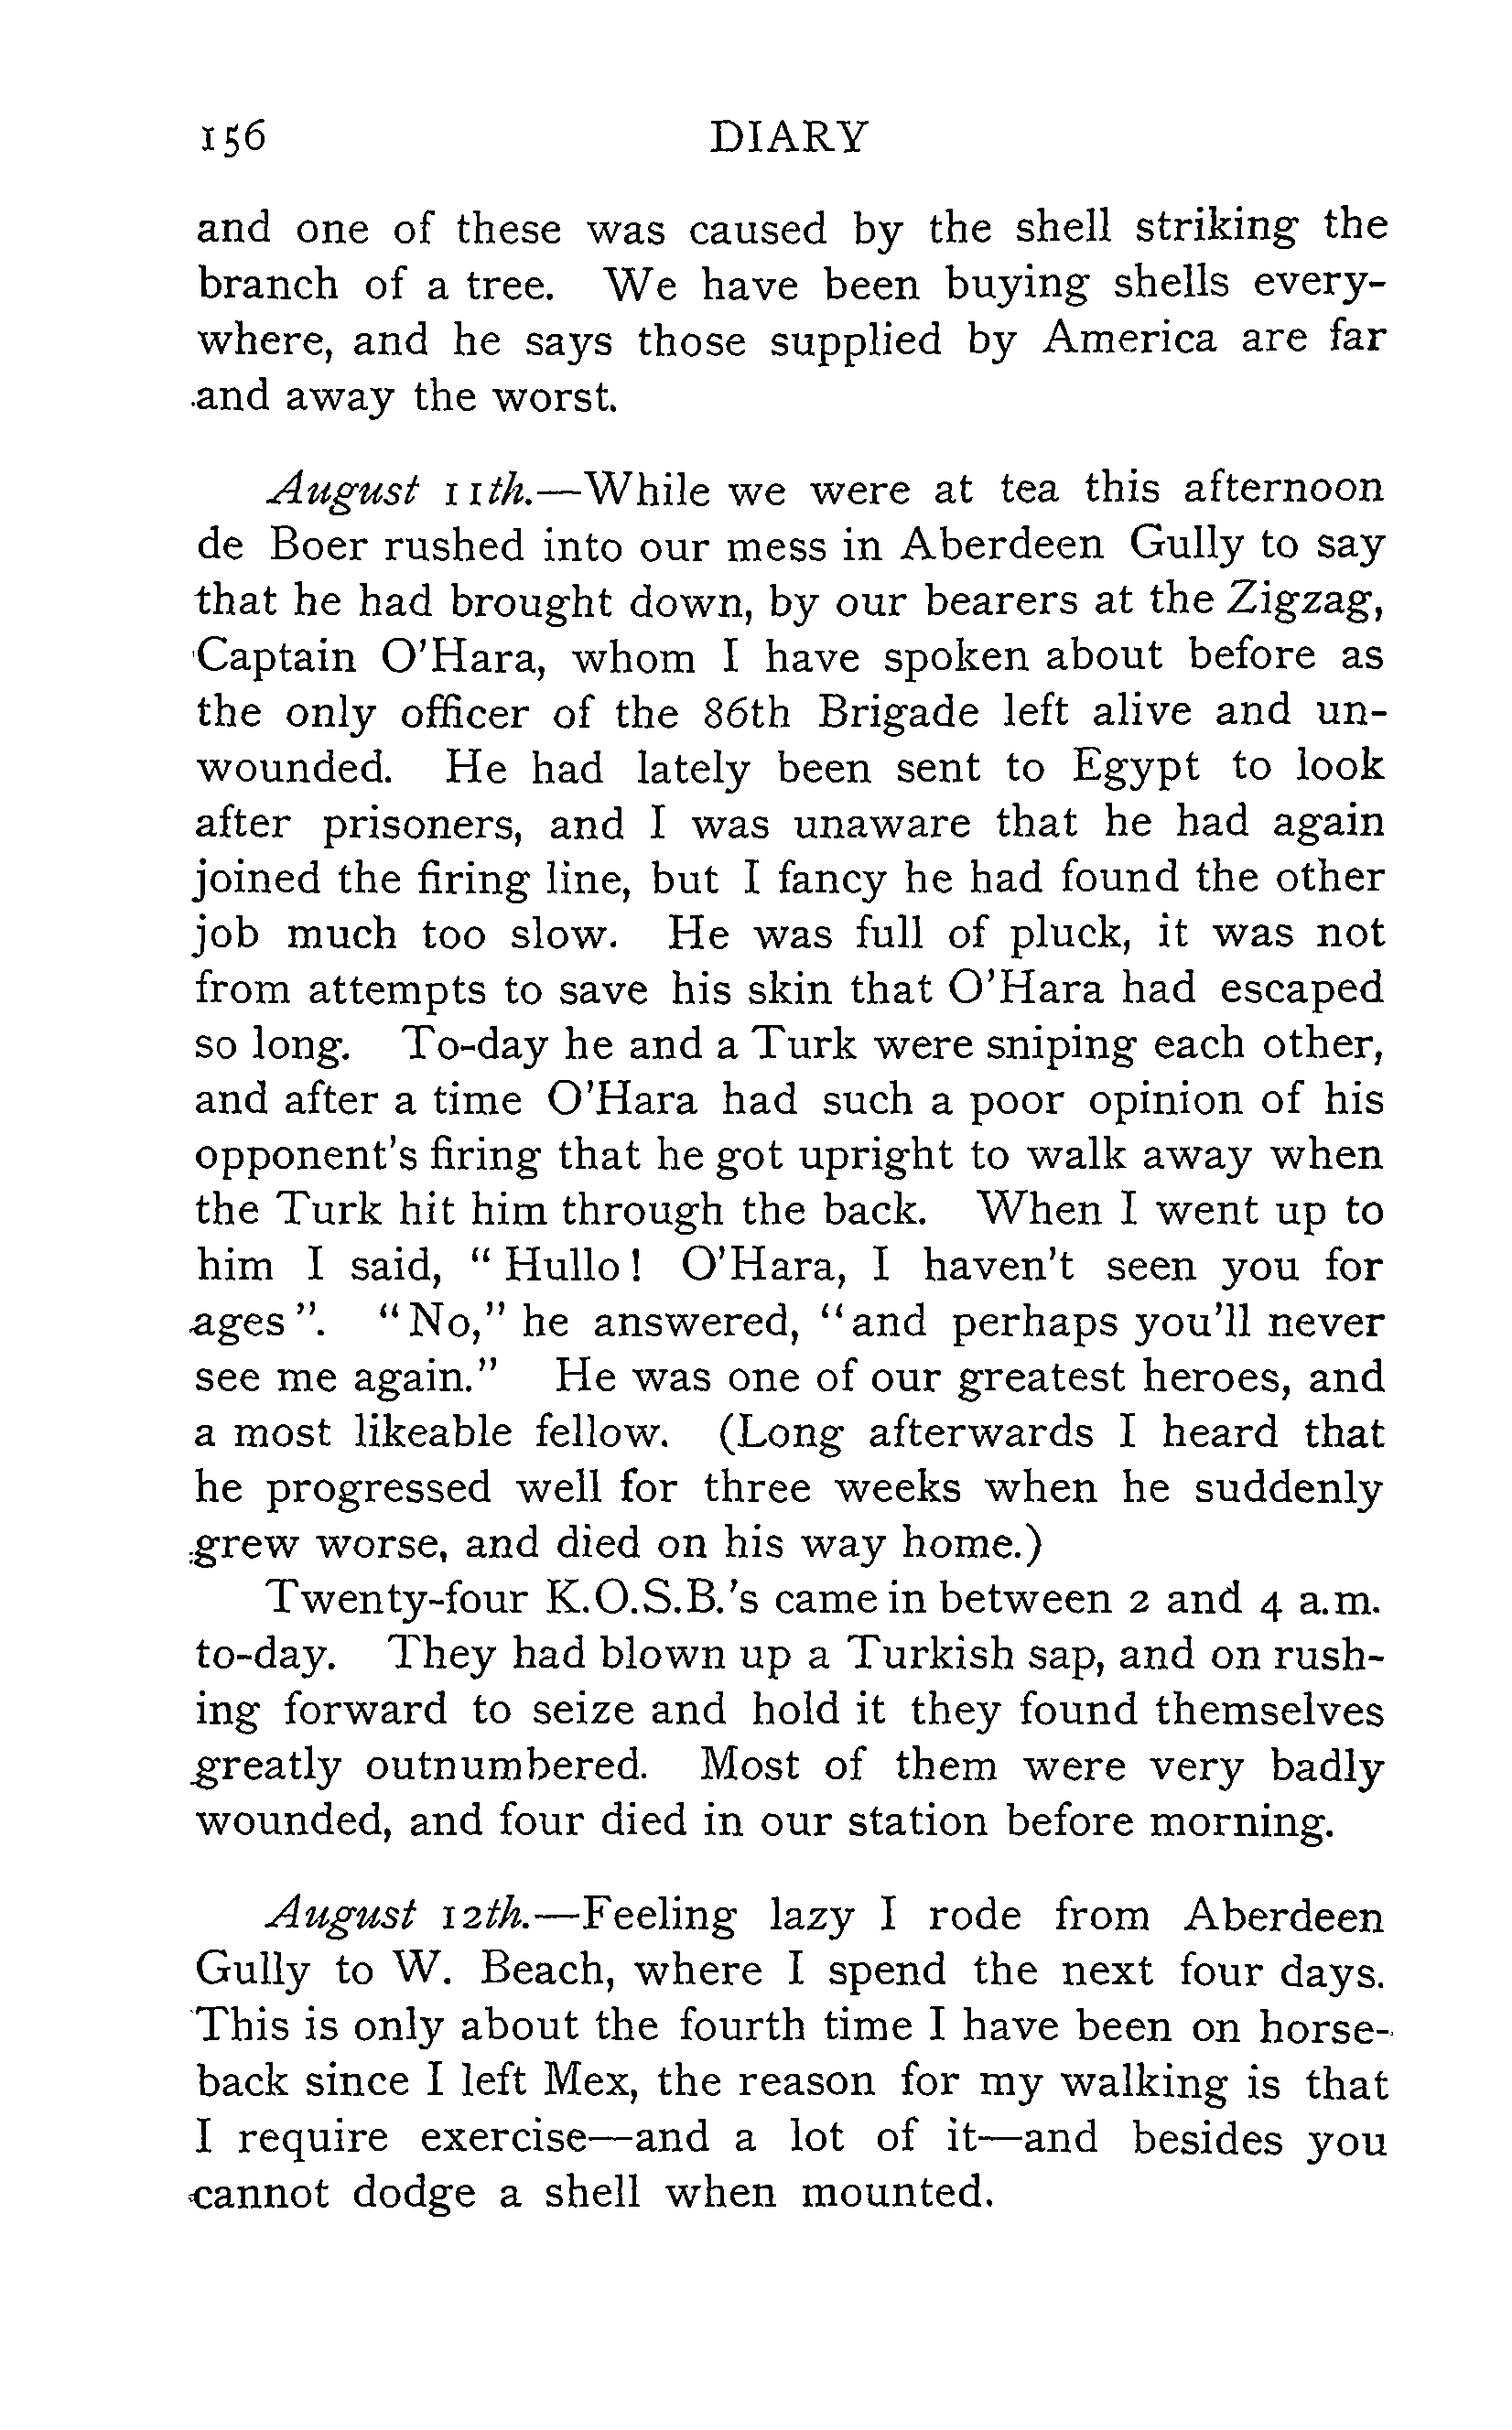 156 DIARY
and one of these was caused by the shell striking the
branch of a tree. We have been buying shells every-
where, and he says those supplied by America are far
and away the worst.
August 11th.—While we were at tea this afternoon
de Boer rushed into our mess in Aberdeen Gully to say
that he had brought down, by our bearers at the Zigzag,
Captain O'Hara, whom I have spoken about before as
the only officer of the 86th Brigade left alive and un-
wounded. He had lately been sent to Egypt to look
after prisoners, and I was unaware that he had again
joined the firing line, but I fancy he had found the other
job much too slow. He was full of pluck, it was not
from attempts to save his skin that O'Hara had escaped
so long. To-day he and a Turk were sniping each other,
and after a time O'Hara had such a poor opinion of his
opponent's firing that he got upright to walk away when
the Turk hit him through the back. When I went up to
him I said, "Hullo! O'Hara, I haven't seen you for
ages". "No," he answered, "and perhaps you'll never
see me again." He was one of our greatest heroes, and
a most likeable fellow. (Long afterwards I heard that
he progressed well for three weeks when he suddenly
grew worse, and died on his way home.)
Twenty-four K.O.S.B.'s came in between 2 and 4 a.m.
to-day. They had blown up a Turkish sap, and on rush-
ing forward to seize and hold it they found themselves
greatly outnumbered. Most of them were very badly
wounded, and four died in our station before morning.
August 12th.—Feeling lazy I rode from Aberdeen
Gully to W. Beach, where I spend the next four days.
This is only about the fourth time I have been on horse-
back since I left Mex, the reason for my walking is that
I require exercise—and a lot of it—and besides you
cannot dodge a shell when mounted.